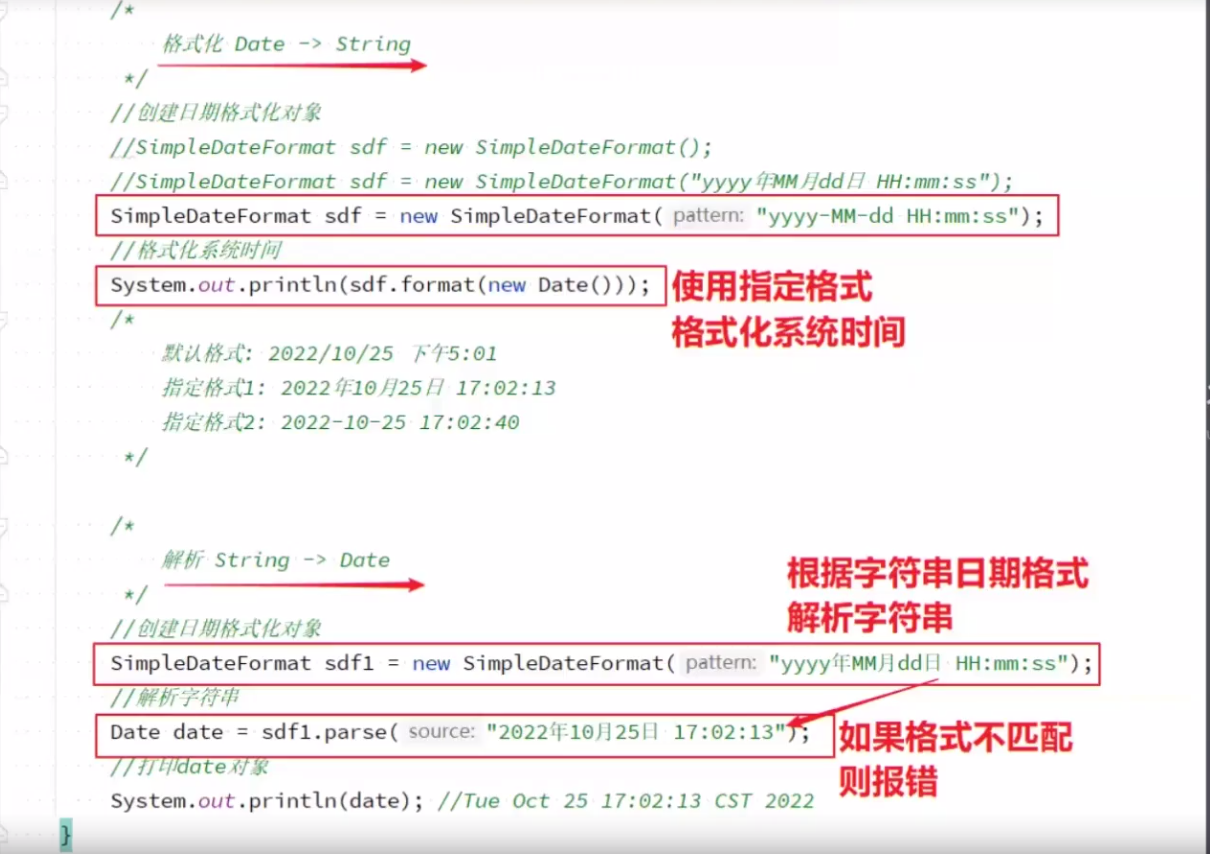 /*
格式化 Date -> String
*/
//创建日期格式化对象
//SimpleDateFormat sdf = new SimpleDateFormat();
//SimpleDateFormat sdf = new SimpleDateFormat("yyyy年MM月dd日 HH:mm:ss");
SimpleDateFormat sdf = new SimpleDateFormat( pattern: "yyyy-MM-dd HH:mm:ss");
//格式化系统时间
System.out.println(sdf.format(new Date()));
使用指定格式
格式化系统时间
/*
默认格式: 2022/10/25 下午5:01
指定格式1: 2022年10月25日 17:02:13
指定格式2: 2022-10-25 17:02:40
*/
/*
解析 String -> Date
*/
根据字符串日期格式
解析字符串
//创建日期格式化对象
SimpleDateFormat sdf1 = new SimpleDateFormat( pattern: "yyyy年MM月dd日 HH:mm:ss");
//解析字符串
Date date = sdf1.parse( source: "2022年10月25日 17:02:13");
如果格式不匹配
则报错
//打印date对象
System.out.println(date); //Tue Oct 25 17:02:13 CST 2022
}